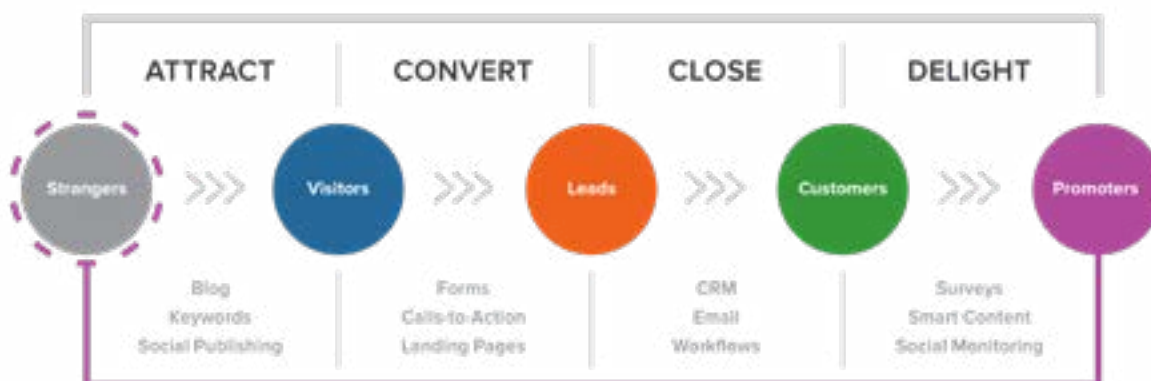 ATTRACT CONVERT CLOSE DELIGHT
Strangers Visitors Leads Customers Promoters
Blog Forms CRM Surveys
Keywords Calls-to-Action Email Smart Content
Social Publishing Landing Pages Workflows Social Monitoring